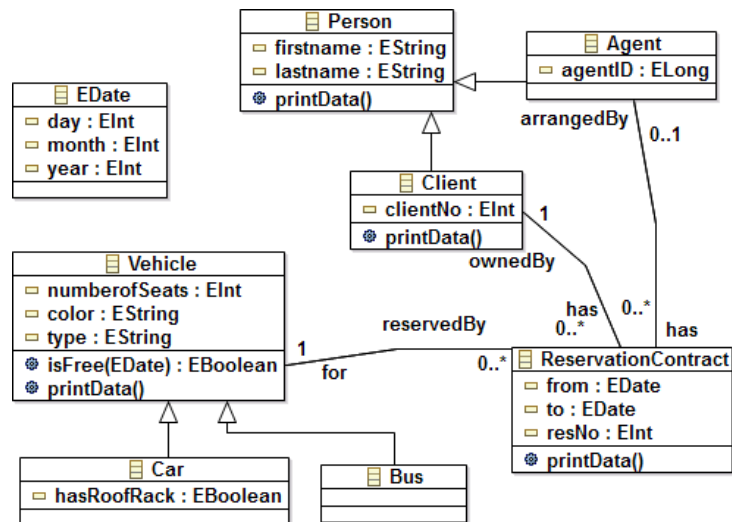 Person
firstname : EString
lastname : EString
printData()
Agent
agentID : ELong
EDate
day : EInt
month : EInt
year : EInt
arrangedBy
0..1
Client
clientNo : EInt
printData()
1
ownedBy
Vehicle
numberofSeats : EInt
color : EString
type : EString
isFree(EDate) : EBoolean
printData()
has
0..*
0..*
has
reservedBy
1
for
0..*
ReservationContract
from : EDate
to : EDate
resNo : EInt
printData()
Car
hasRoofRack : EBoolean
Bus